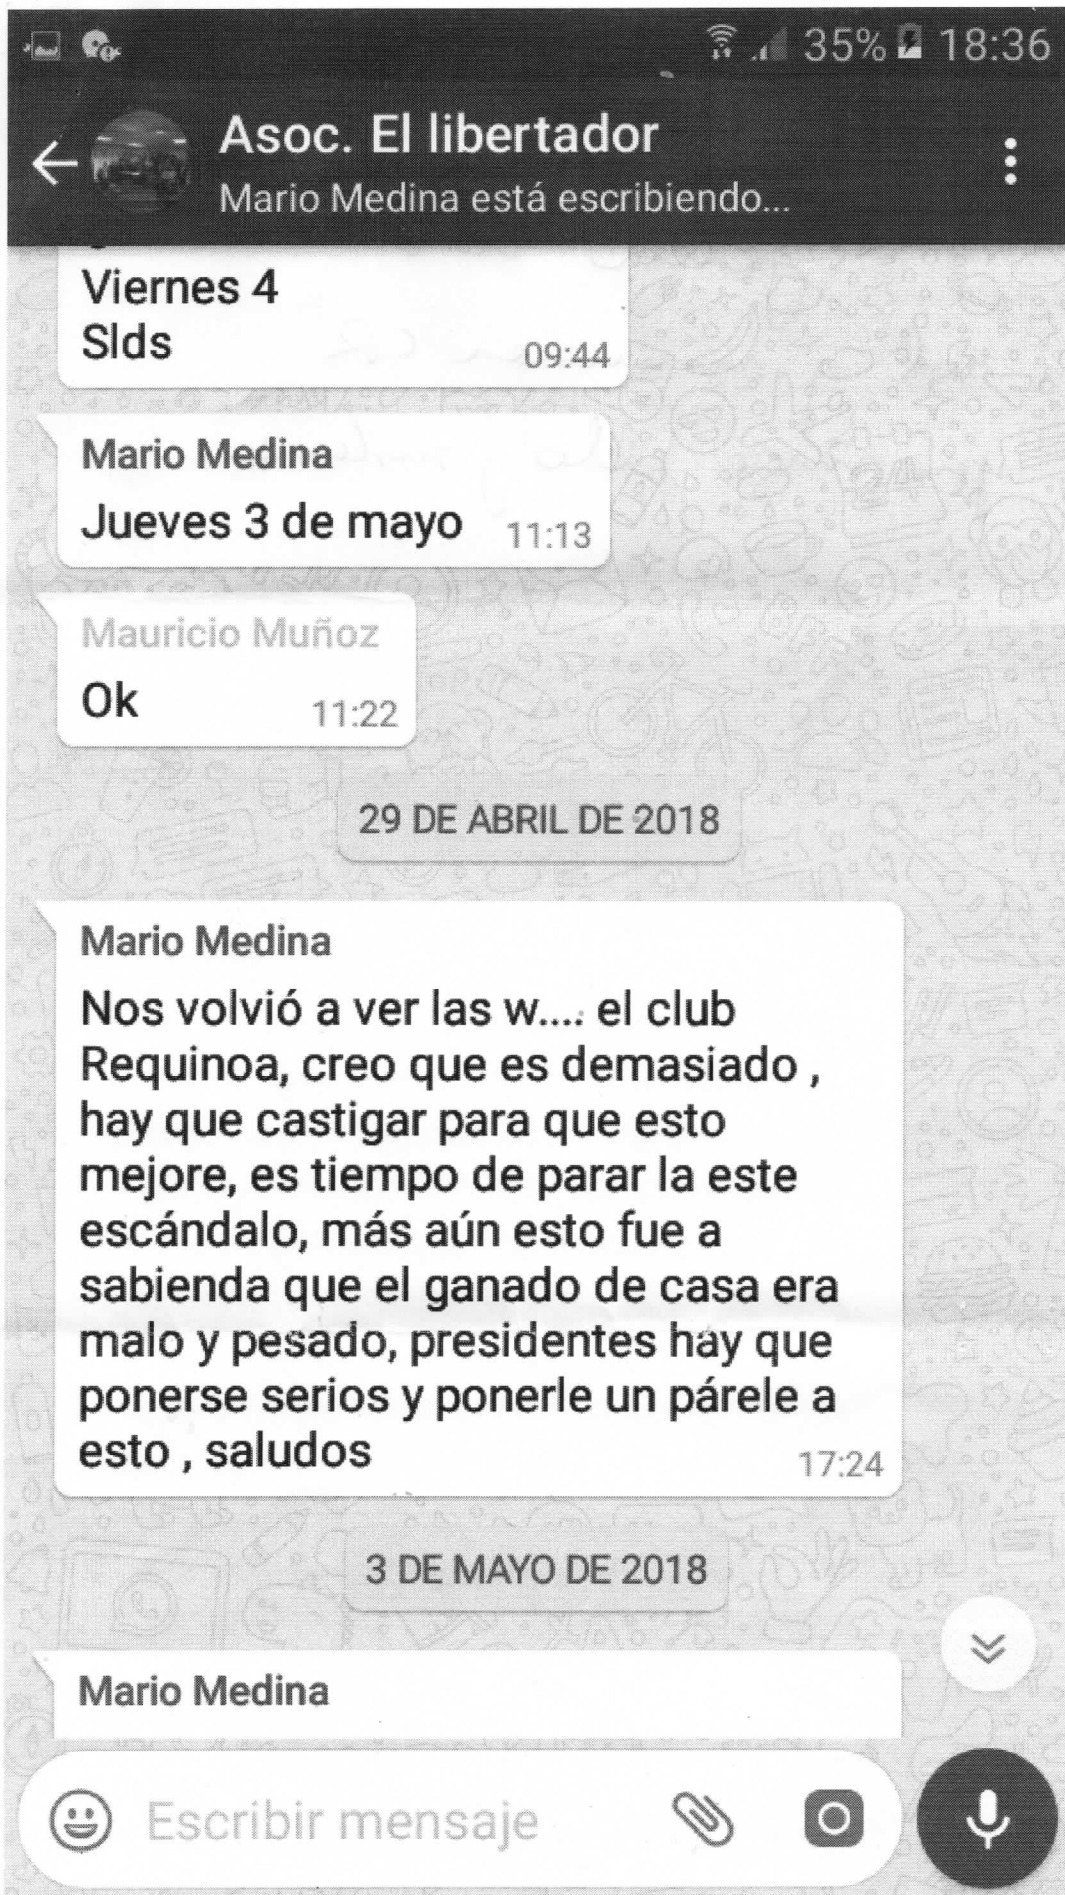 35% 18:36
Asoc. El libertador
Mario Medina está escribiendo...
Viernes 4
Slds
09:44
Mario Medina
Jueves 3 de mayo 11:13
Mauricio Muñoz
Ok 11:22
29 DE ABRIL DE 2018
Mario Medina
Nos volvió a ver las w.... el club
Requinoa, creo que es demasiado ,
hay que castigar para que esto
mejore, es tiempo de parar la este
escándalo, más aún esto fue a
sabienda que el ganado de casa era
malo y pesado, presidentes hay que
ponerse serios y ponerle un párele a
esto , saludos
17:24
3 DE MAYO DE 2018
Mario Medina
Escribir mensaje